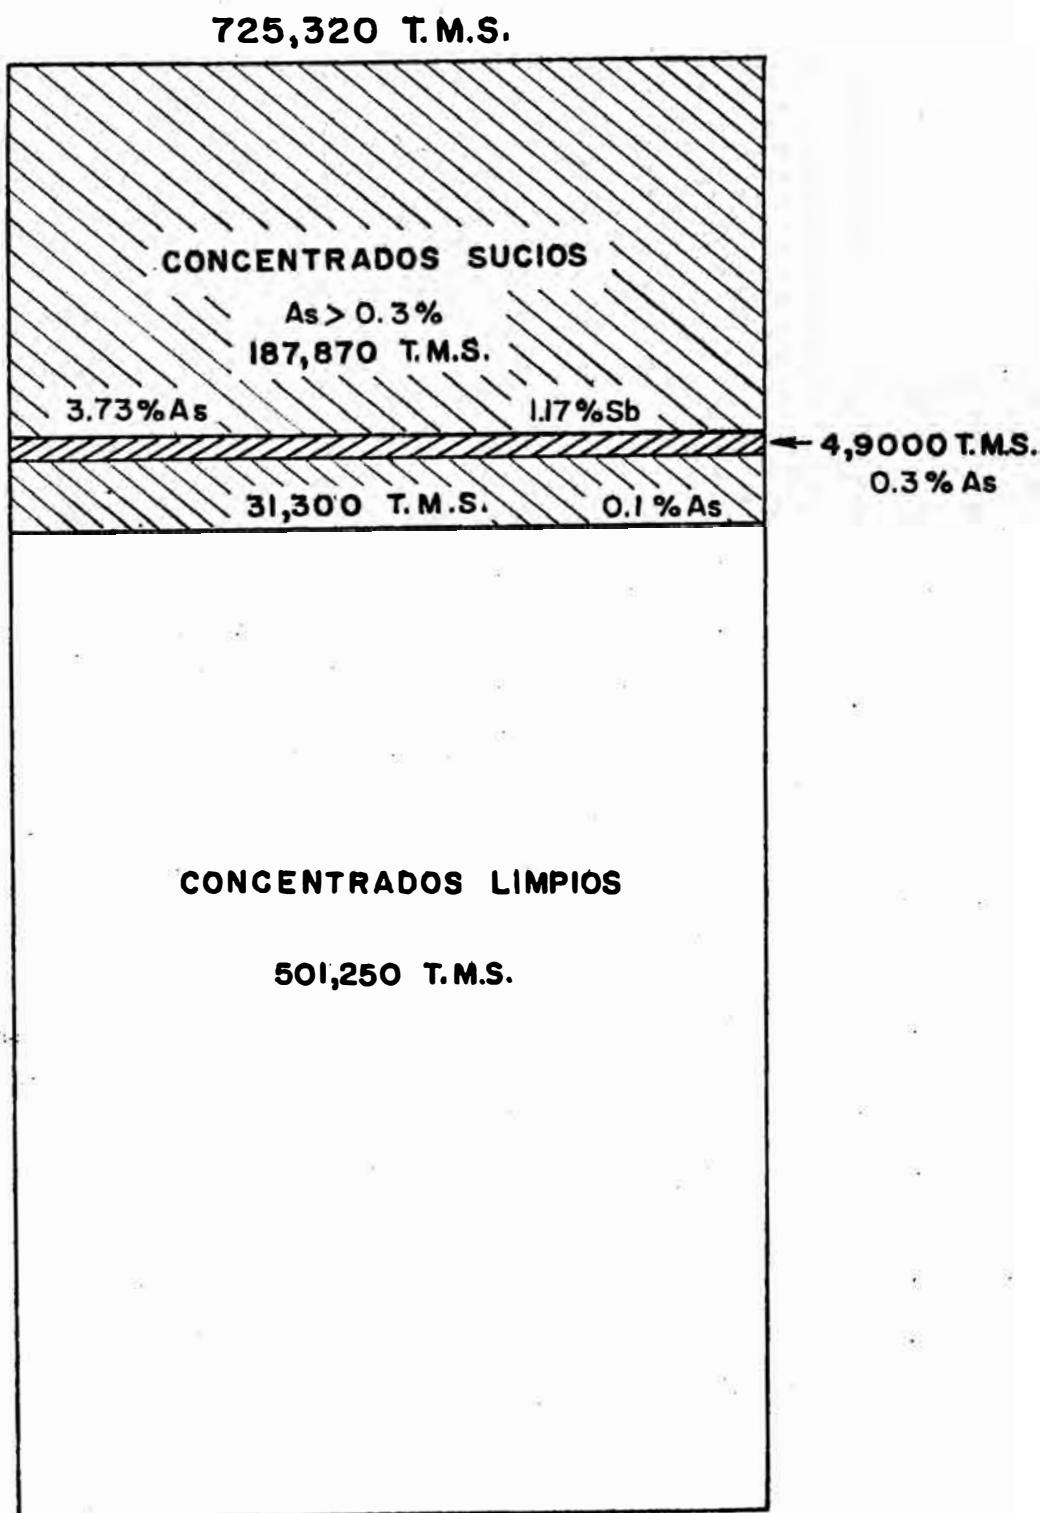 725,320 T.M.S.
CONCENTRADOS SUCIOS
As > 0.3%
187,870 T.M.S.
3.73% As
1.17% Sb
4,9000 T.M.S.
0.3% As
31,300 T.M.S.
0.1% As
CONCENTRADOS LIMPIOS
501,250 T.M.S.